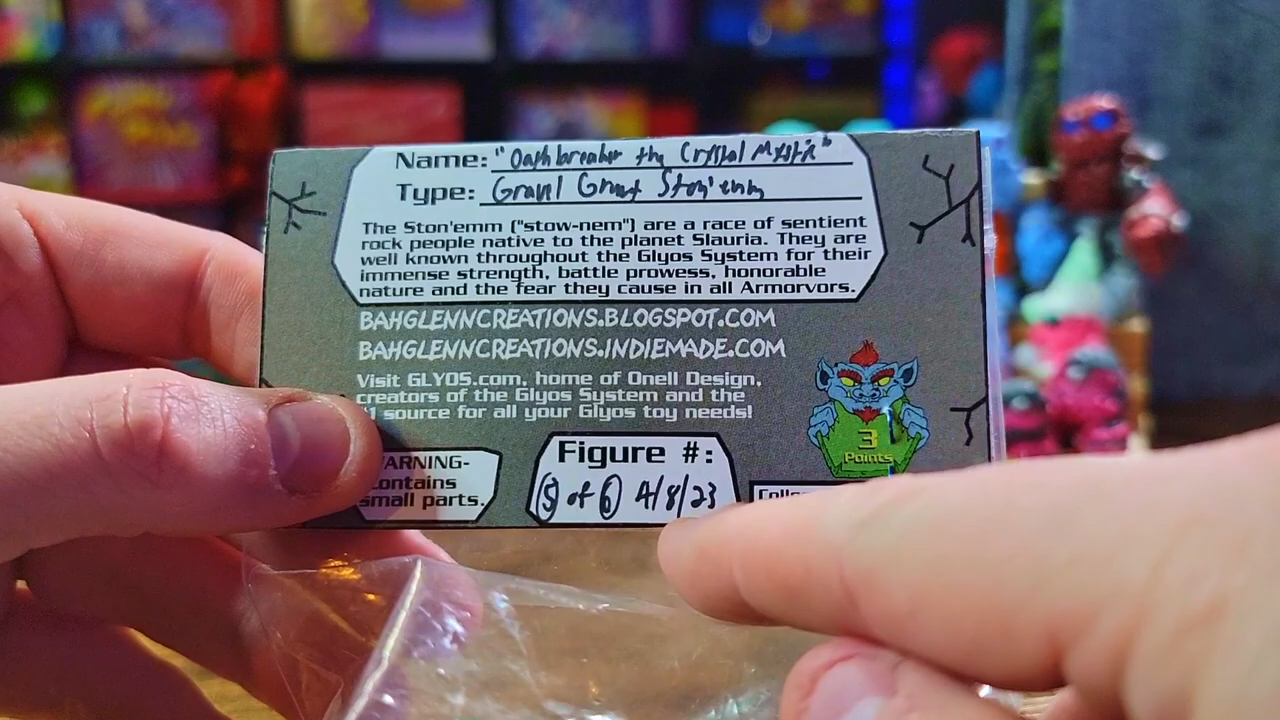 Name: "Oathbreaker the Crystal Mystic"
Type: Gravel Grunt Ston'emm
The Ston'emm ("stow-nem") are a race of sentient
rock people native to the planet Slauria. They are
well known throughout the Glyos System for their
immense strength, battle prowess, honorable
nature and the fear they cause in all Armorvors.
BAHGLENNCREATIONS.BLOGSPOT.COM
BAHGLENNCREATIONS.INDIEMADE.COM
Visit GLYOS.com, home of Onell Design,
creators of the Glyos System and the
#1 source for all your Glyos toy needs!
3
Points
WARNING-
contains
small parts.
Figure #:
5 of 6 4/8/23